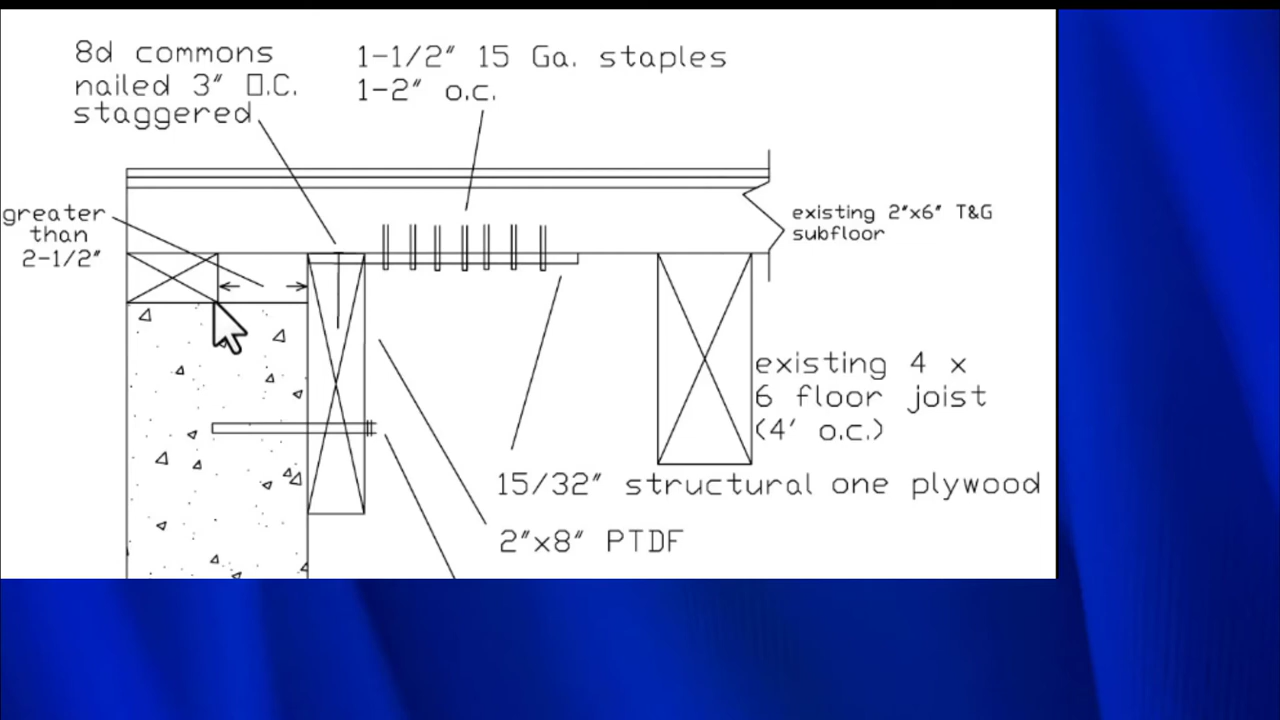 8d commons
nailed 3" O.C.
staggered
1-1/2" 15 Ga. staples
1-2" o.c.
greater
than
2-1/2"
existing 2"x6" T&G
subfloor
existing 4 x
6 floor joist
(4' o.c.)
15/32" structural one plywood
2"x8" PTDF